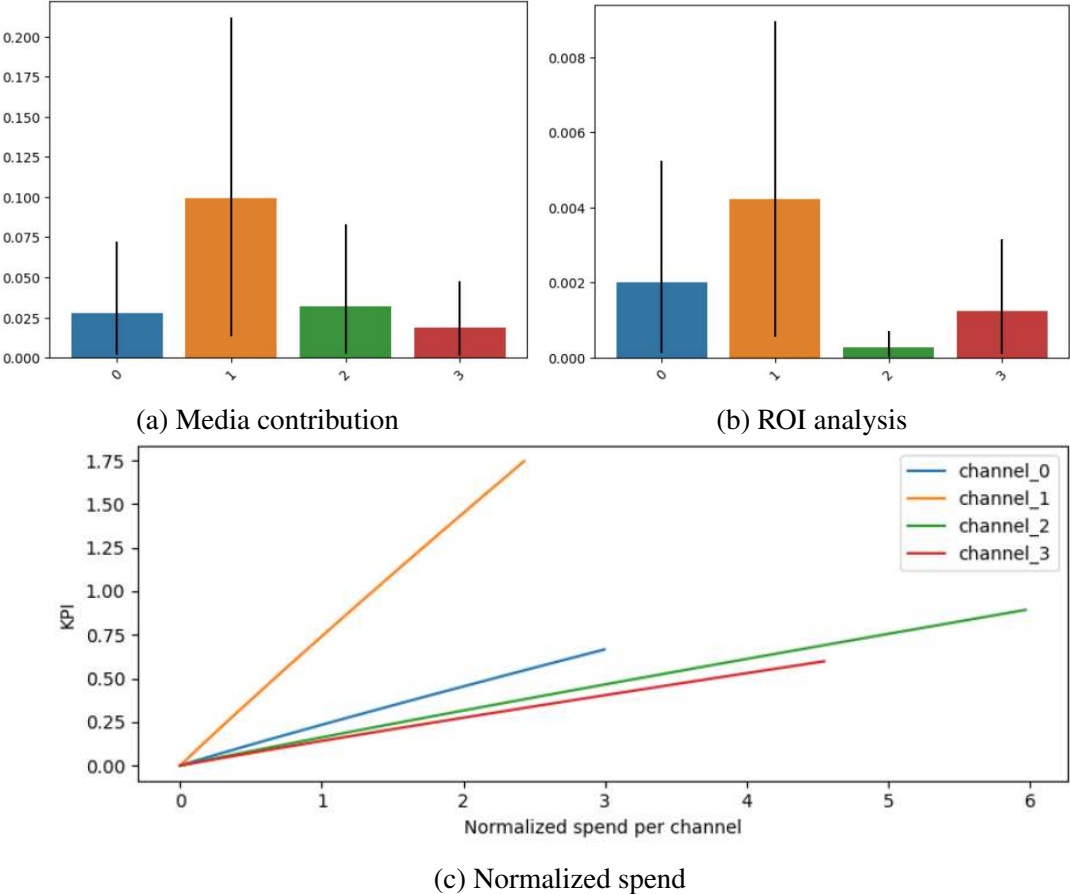 0.200
0.175
0.150
0.125
0.100
0.075
0.050
0.025
0.000
0 1 2 3
(a) Media contribution
0.008
0.006
0.004
0.002
0.000
0 1 2 3
(b) ROI analysis
1.75
1.50
1.25
1.00
0.75
0.50
0.25
0.00
KPI
channel_0
channel_1
channel_2
channel_3
0 1 2 3 4 5 6
Normalized spend per channel
(c) Normalized spend